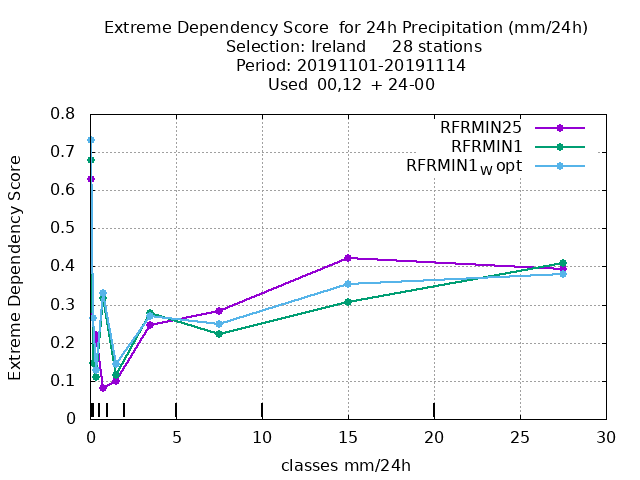 Extreme Dependency Score  for 24h Precipitation (mm/24h)
Selection: Ireland     28 stations
Period: 20191101-20191114
Used  00,12  + 24-00
RFRMIN25
RFRMIN1
RFRMIN1W opt
Extreme Dependency Score
0.8
0.7
0.6
0.5
0.4
0.3
0.2
0.1
0
0 5 10 15 20 25 30
classes mm/24h